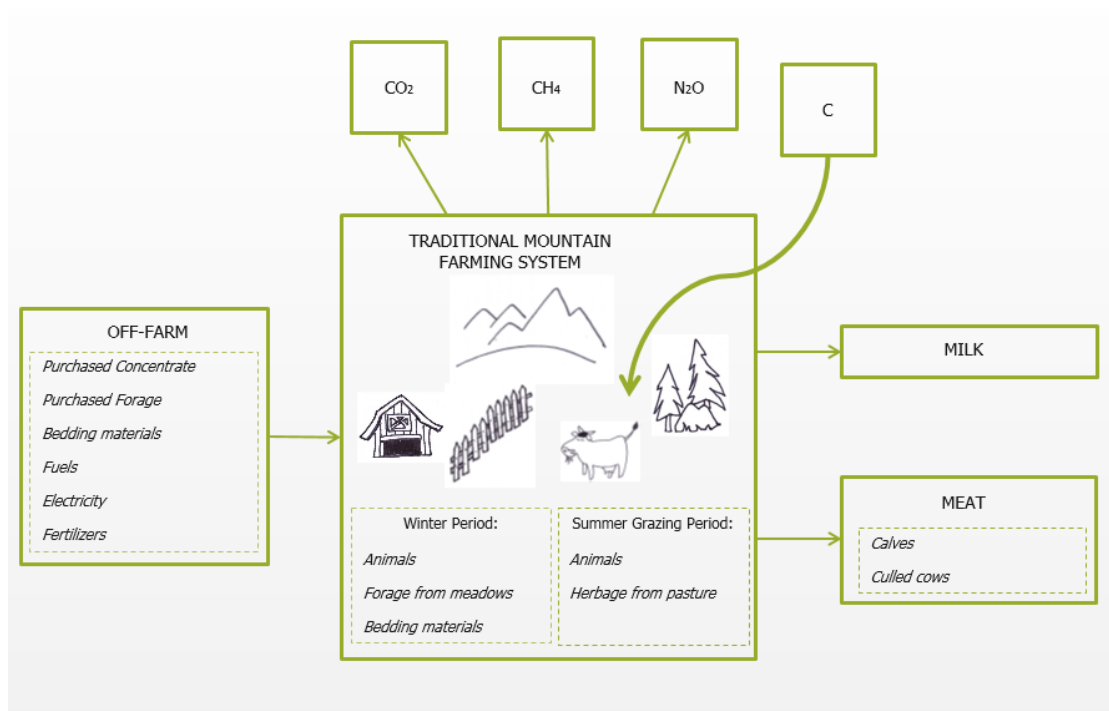 CO₂
CH₄
N₂O
C
TRADITIONAL MOUNTAIN
FARMING SYSTEM
OFF-FARM
Purchased Concentrate
Purchased Forage
Bedding materials
Fuels
Electricity
Fertilizers
Winter Period:
Animals
Forage from meadows
Bedding materials
Summer Grazing Period:
Animals
Herbage from pasture
MILK
MEAT
Calves
Culled cows